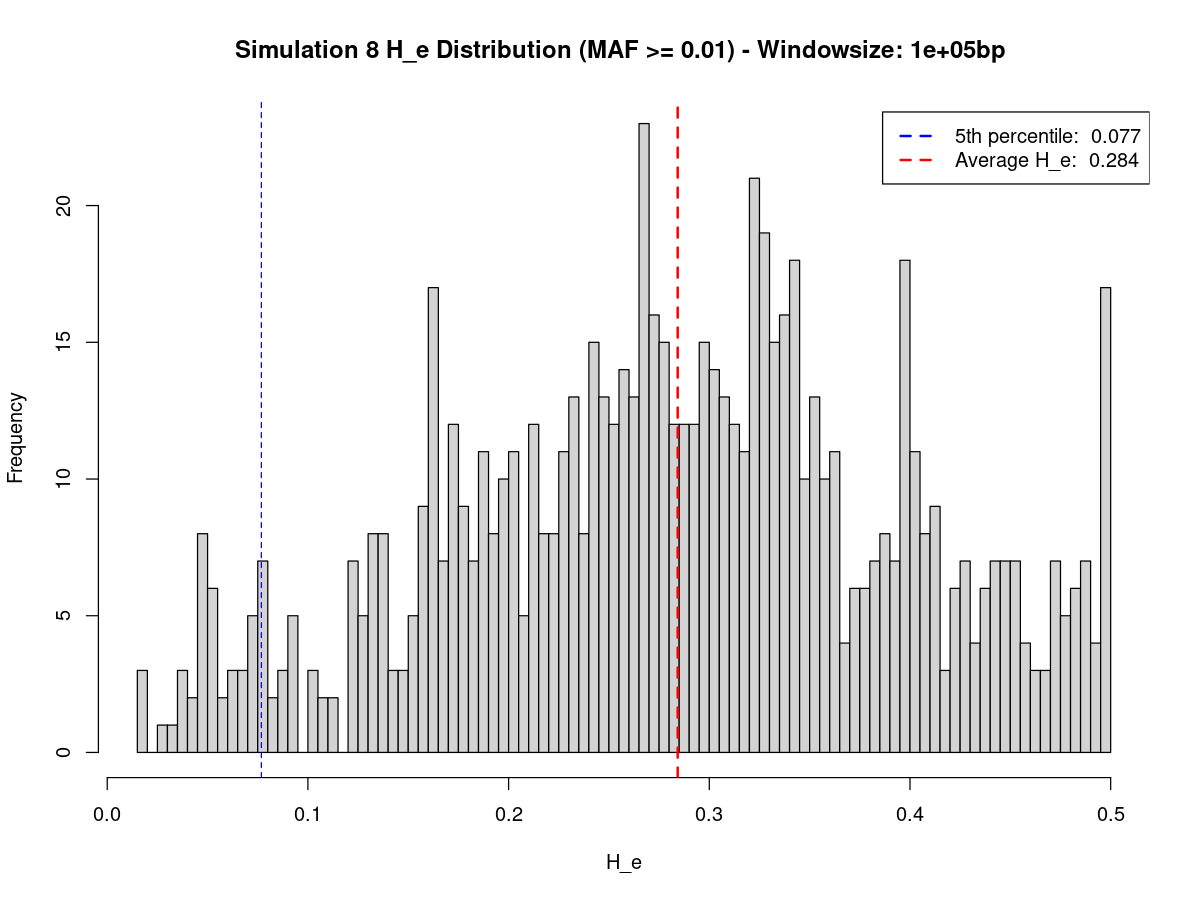 Simulation 8 H_e Distribution (MAF >= 0.01) - Windowsize: 1e+05bp
5th percentile:  0.077
Average H_e:  0.284
Frequency
20
15
10
5
0
0.0 0.1 0.2 0.3 0.4 0.5
H_e